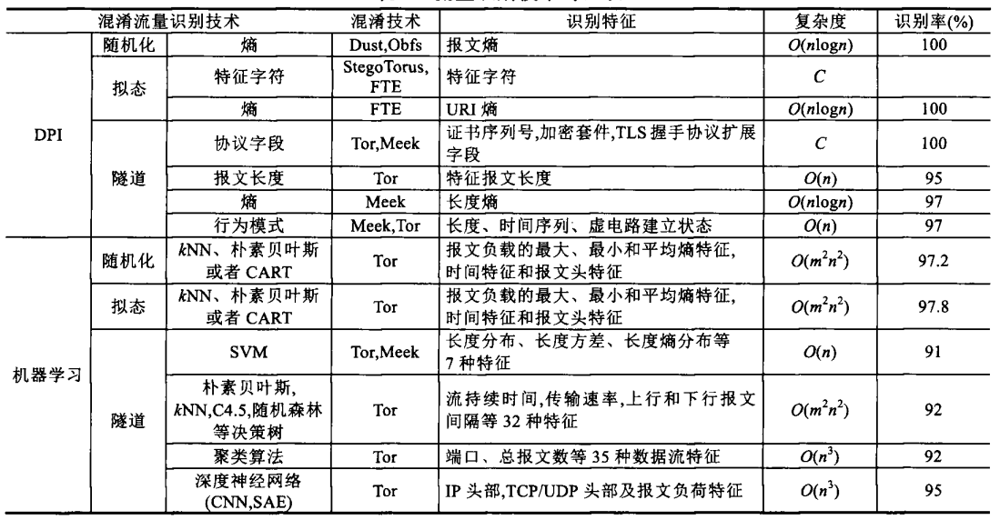 混淆流量识别技术 混淆技术 识别特征 复杂度 识别率(%)
DPI 随机化 熵 Dust,Obfs 报文熵 O(nlogn) 100
拟态 特征字符 StegoTorus,
FTE 特征字符 C
熵 FTE URI 熵 O(nlogn) 100
隧道 协议字段 Tor,Meek 证书序列号,加密套件,TLS 握手协议扩展
字段 C 100
报文长度 Tor 特征报文长度 O(n) 95
熵 Meek 长度熵 O(nlogn) 97
行为模式 Meek,Tor 长度、时间序列、虚电路建立状态 O(n) 97
机器学习 随机化 kNN、朴素贝叶斯
或者 CART Tor 报文负载的最大、最小和平均熵特征,
时间特征和报文头特征 O(m²n²) 97.2
拟态 kNN、朴素贝叶斯
或者 CART Tor 报文负载的最大、最小和平均熵特征,
时间特征和报文头特征 O(m²n²) 97.8
隧道 SVM Tor,Meek 长度分布、长度方差、长度熵分布等
7 种特征 O(n) 91
朴素贝叶斯,
kNN,C4.5,随机森林
等决策树 Tor 流持续时间,传输速率,上行和下行报文
间隔等 32 种特征 O(m²n²) 92
聚类算法 Tor 端口、总报文数等 35 种数据流特征 O(n³) 92
深度神经网络
(CNN,SAE) Tor IP 头部,TCP/UDP 头部及报文负荷特征 O(n³) 95